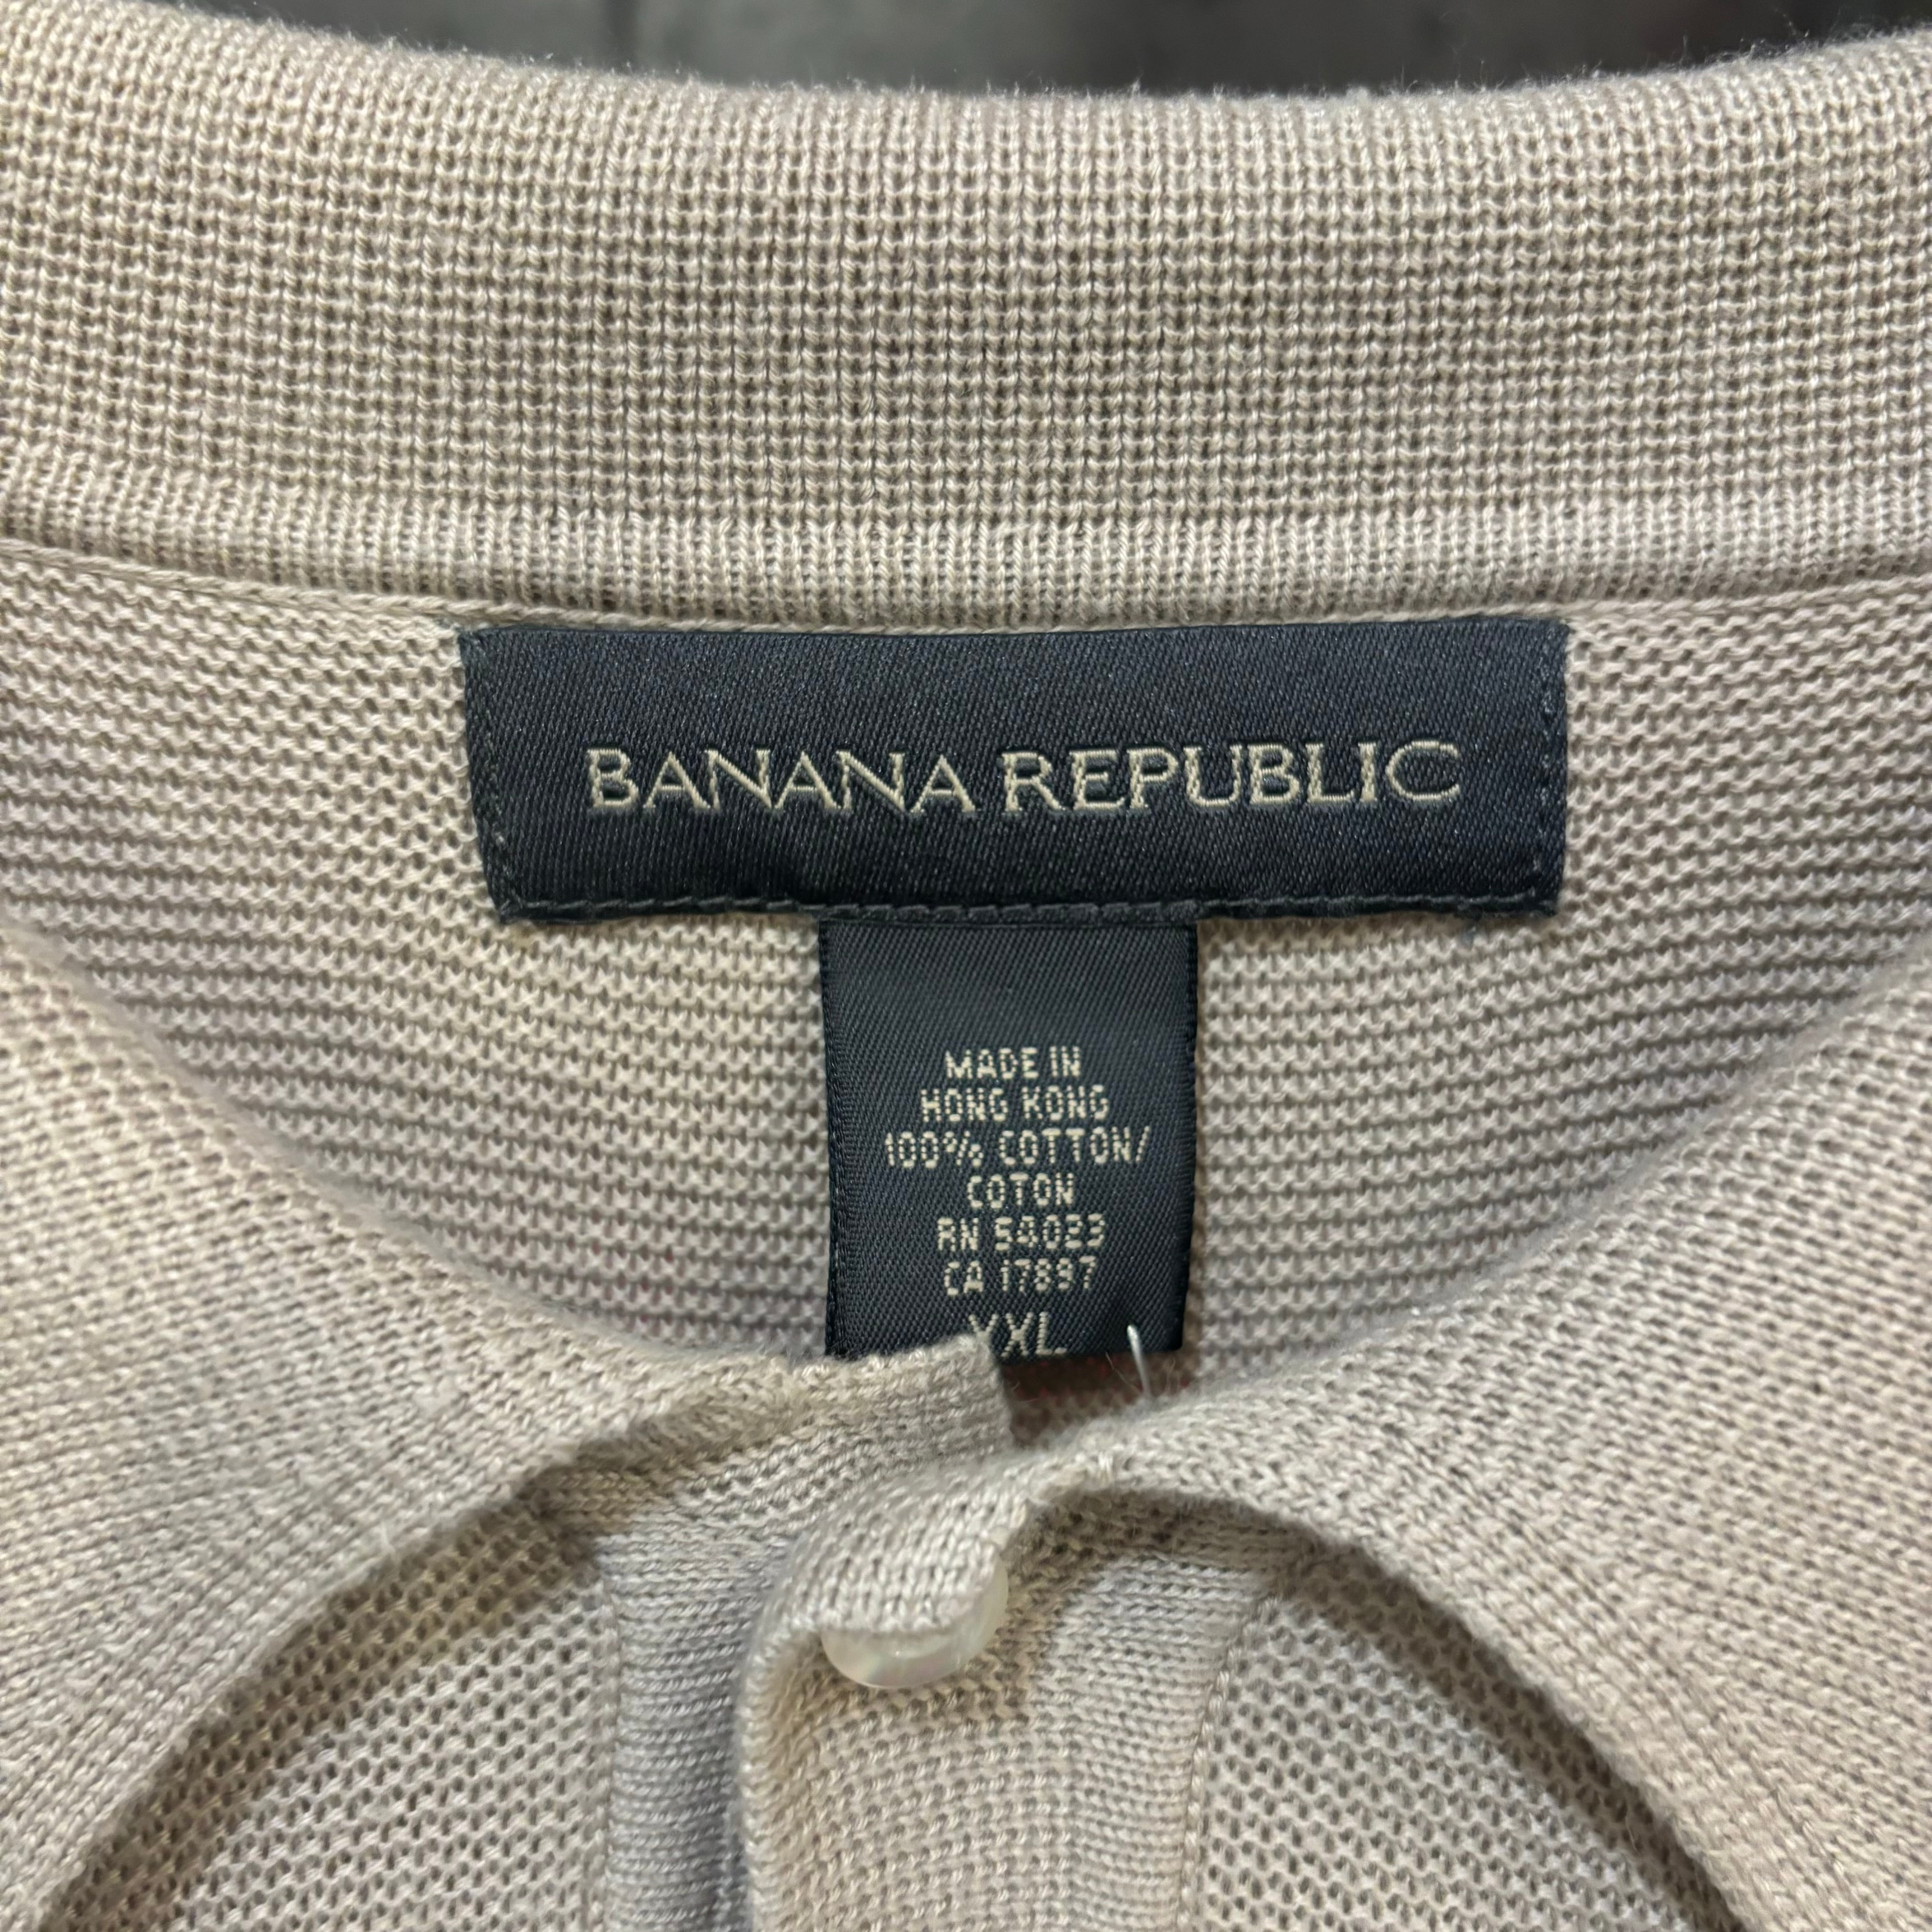 BANANA REPUBLIC
MADE IN
HONG KONG
100% COTTON/
COTON
RN 54023
CA 17897
XXL